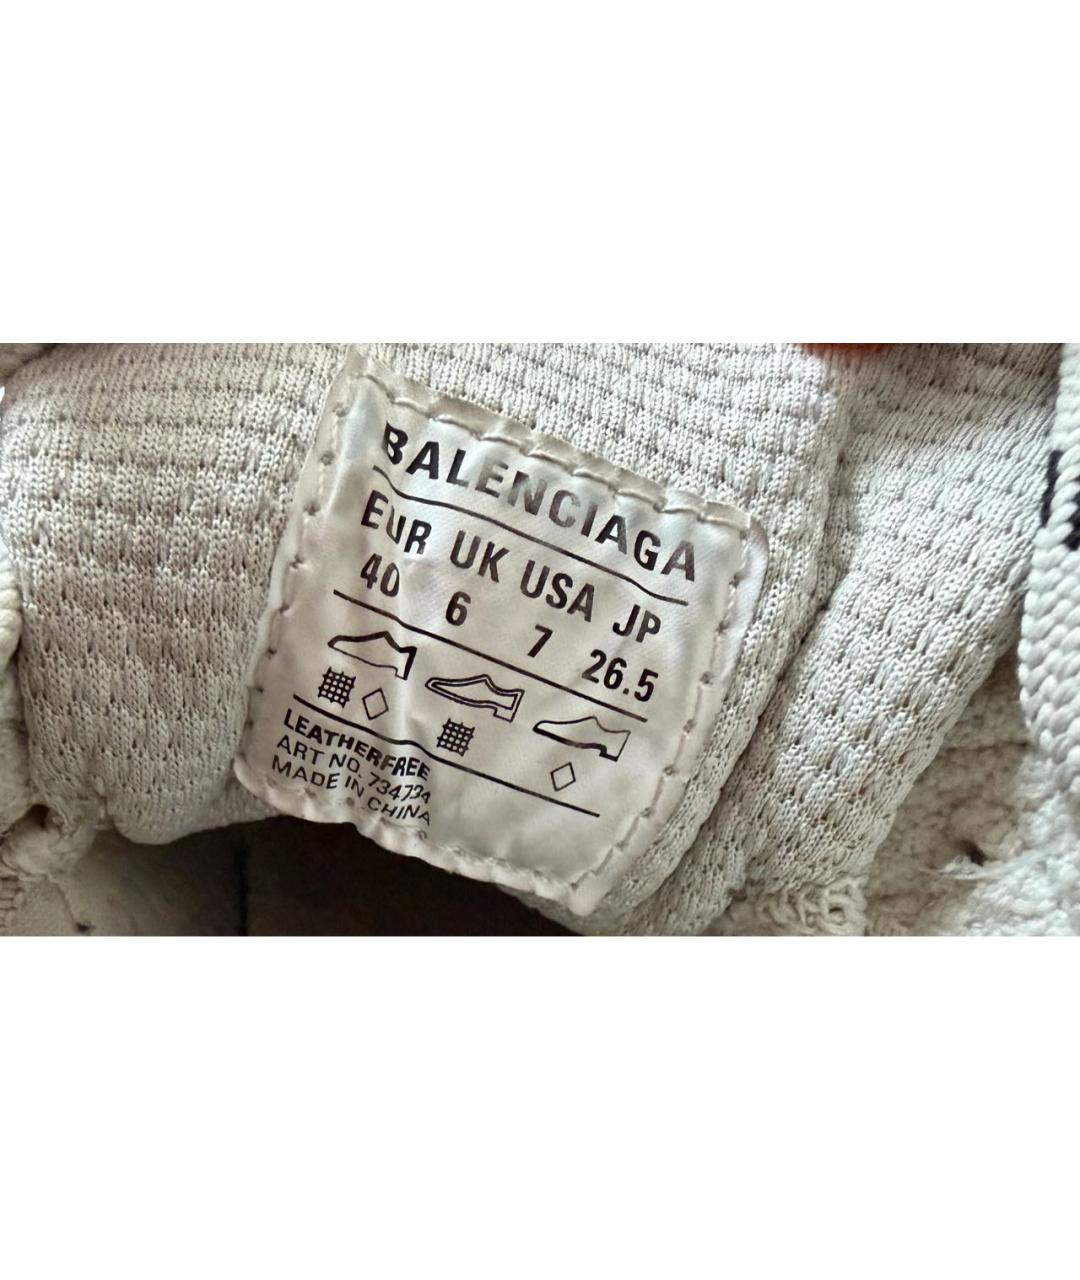 BALENCIAGA
EUR UK USA JP
40 6 7 26.5
LEATHERFREE
ART NO. 734734
MADE IN CHINA